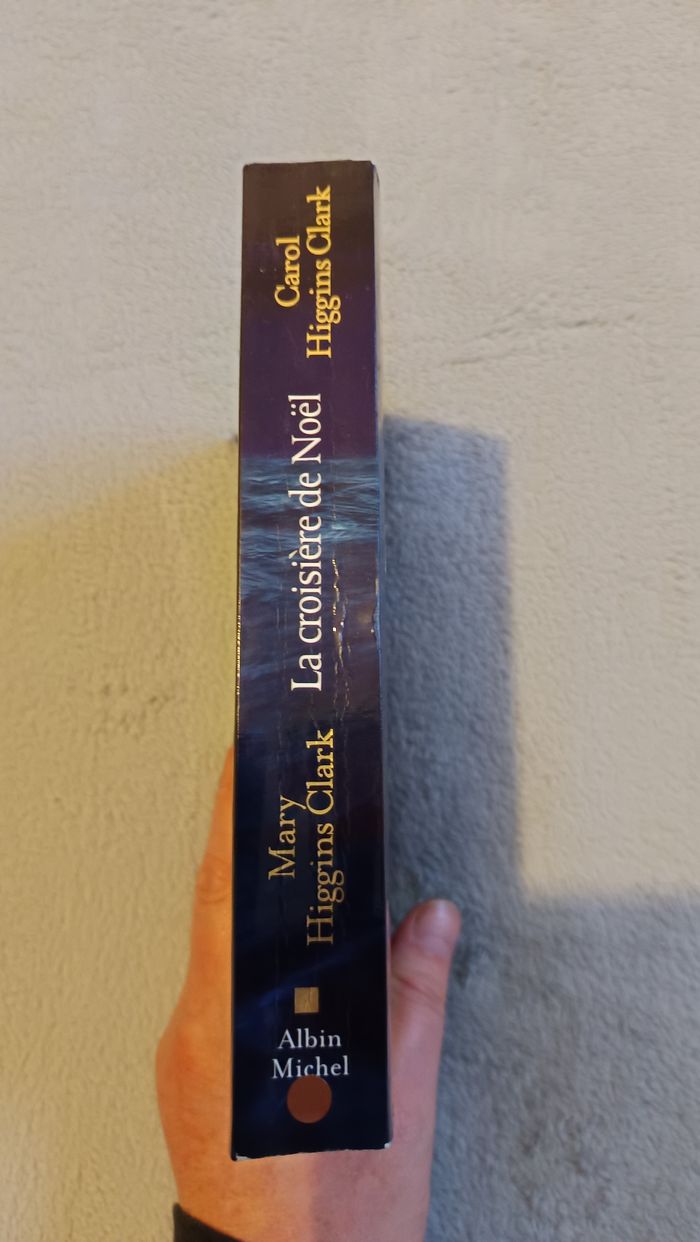 Mary
Higgins Clark
La croisière de Noël
Carol
Higgins Clark
Albin
Michel